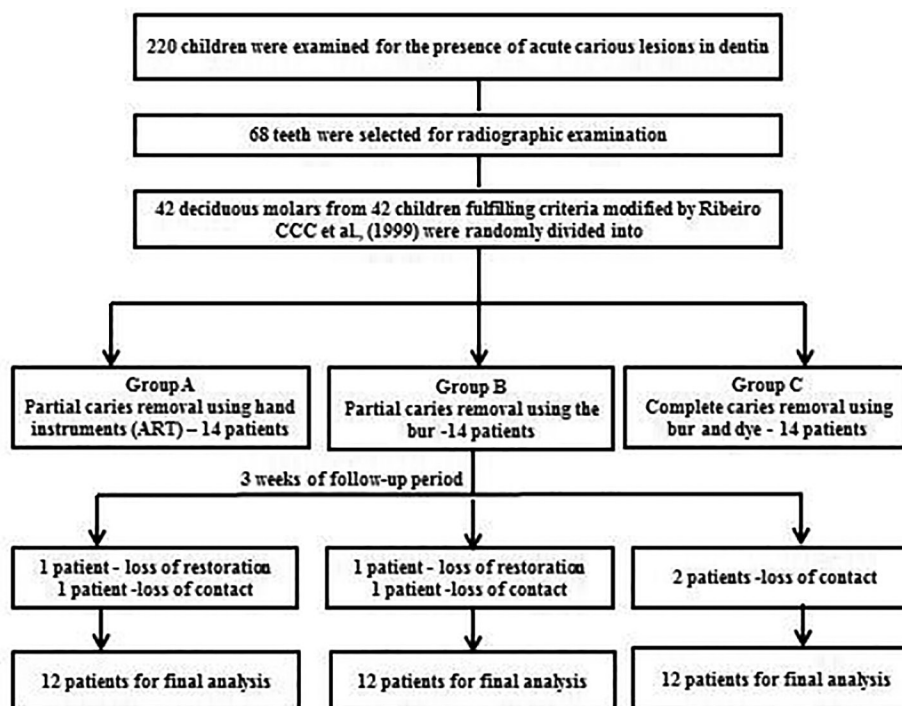 220 children were examined for the presence of acute carious lesions in dentin
68 teeth were selected for radiographic examination
42 deciduous molars from 42 children fulfilling criteria modified by Ribeiro
CCC et al., (1999) were randomly divided into
Group A
Partial caries removal using hand
instruments (ART) – 14 patients
Group B
Partial caries removal using the
bur -14 patients
Group C
Complete caries removal using
bur and dye - 14 patients
3 weeks of follow-up period
1 patient - loss of restoration
1 patient -loss of contact
1 patient - loss of restoration
1 patient -loss of contact
2 patients -loss of contact
12 patients for final analysis
12 patients for final analysis
12 patients for final analysis